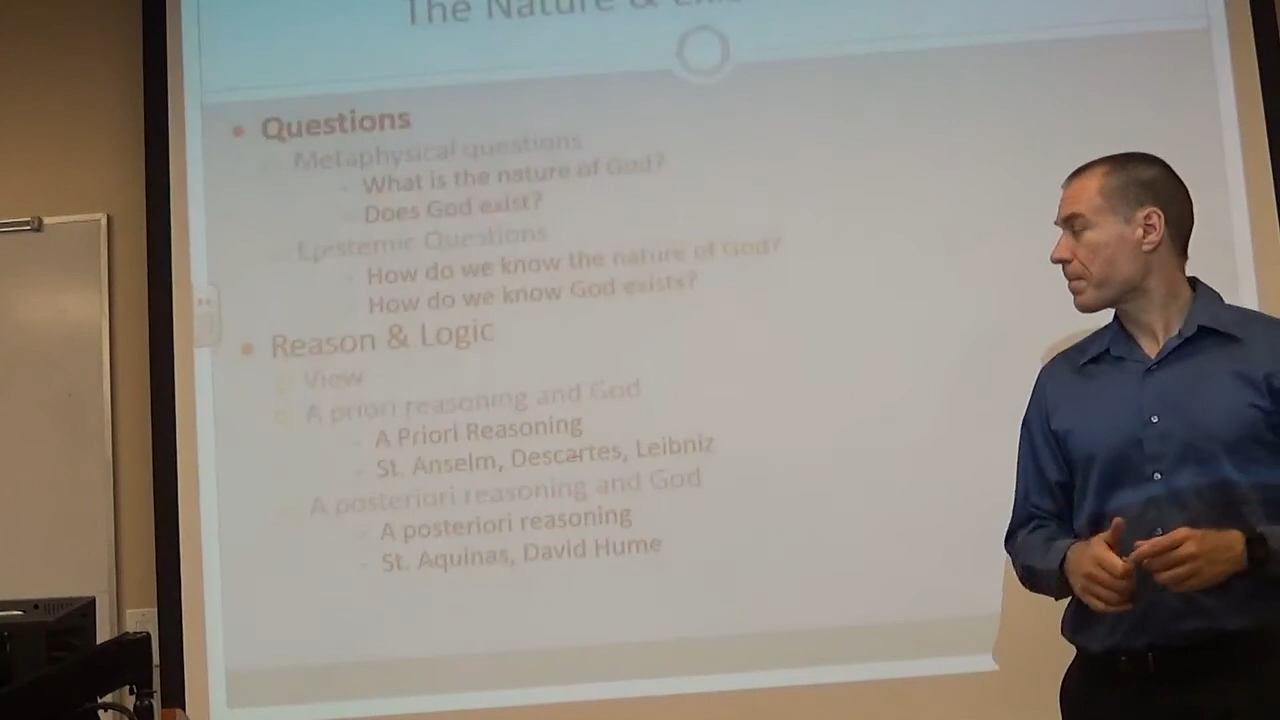 The Nature &
Questions
Metaphysical questions
What is the nature of God?
Does God exist?
Epistemic Questions
How do we know the nature of God?
How do we know God exists?
Reason & Logic
View
A priori reasoning and God
A Priori Reasoning
St. Anselm, Descartes, Leibniz
A posteriori reasoning and God
A posteriori reasoning
St. Aquinas, David Hume